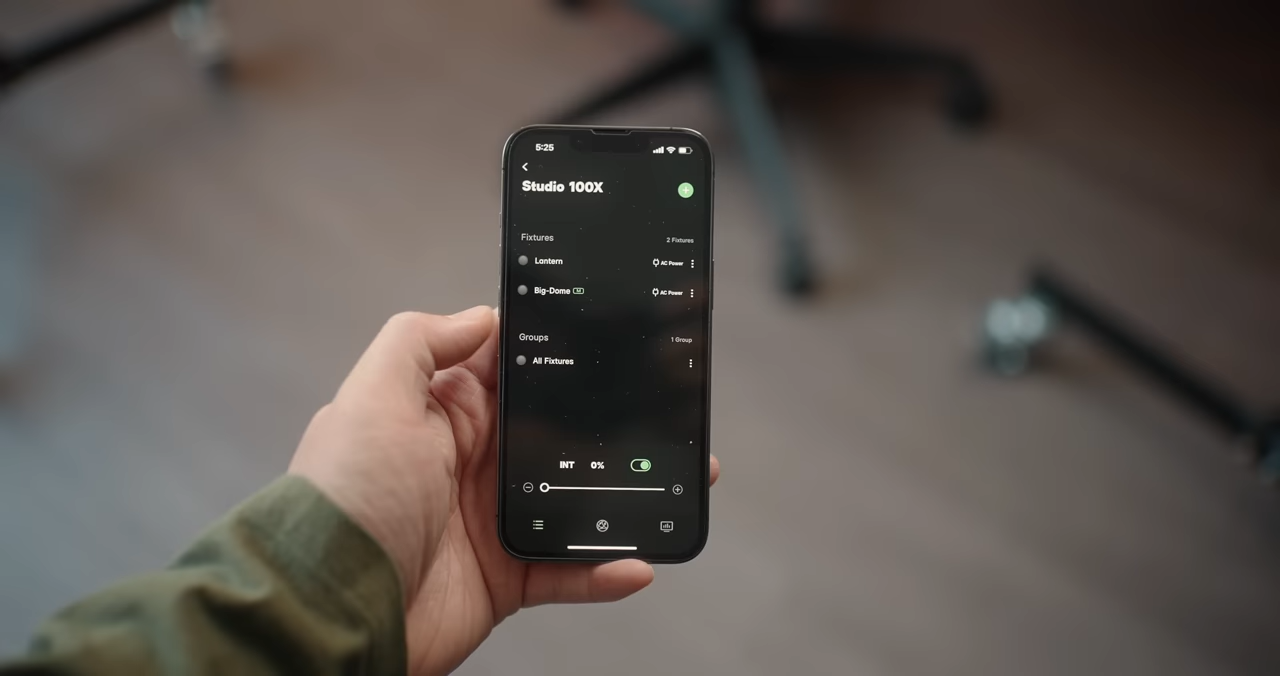 5:25
Studio 100X
Fixtures 2 Fixtures
Lantern AC Power
Big-Dome M AC Power
Groups 1 Group
All Fixtures
INT 0%